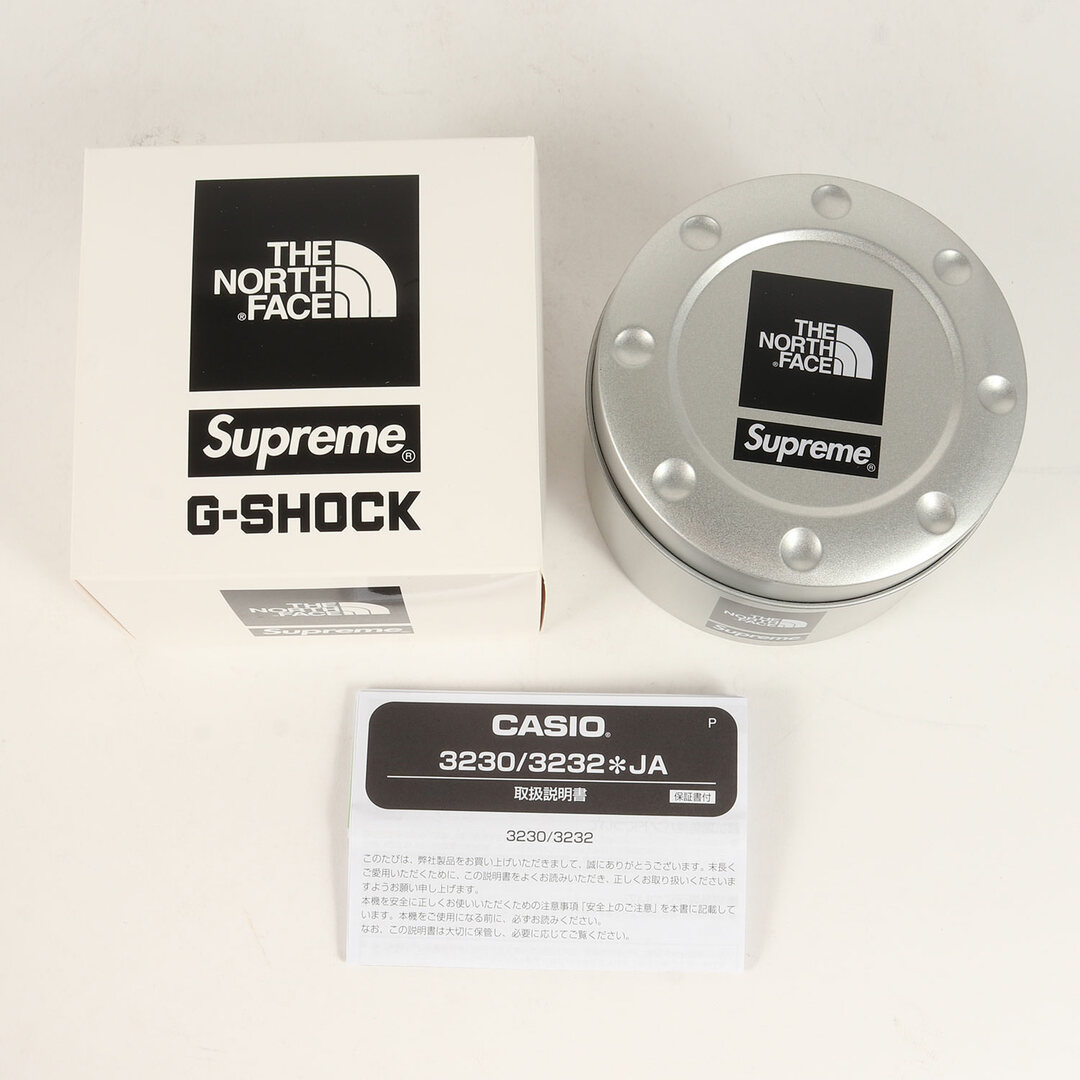 THE
NORTH
FACE®
Supreme®
G-SHOCK
THE
NORTH
FACE
Supreme
THE
NORTH
FACE®
Supreme®
THE
NORTH
FACE
Supreme
CASIO®
P
3230/3232✻JA
取扱説明書
保証書付
3230/3232
このたびは、弊社製品をお買い上げいただきまして、誠にありがとうございます。末長く
ご愛用いただくために、この説明書をよくお読みいただき、正しくお取り扱いくださいま
すようお願い申し上げます。
本機を安全に正しくお使いいただくための注意事項「安全上のご注意」を本書に記載して
います。本機をご使用になる前に、必ずお読みください。
なお、この説明書は大切に保管し、必要に応じてご覧ください。